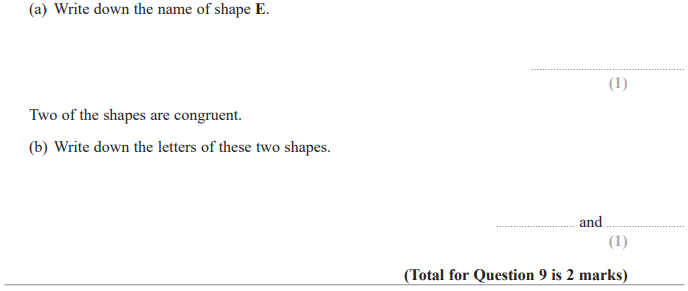 (a) Write down the name of shape E.
(1)
Two of the shapes are congruent.
(b) Write down the letters of these two shapes.
.......................... and ..........................
(1)
(Total for Question 9 is 2 marks)